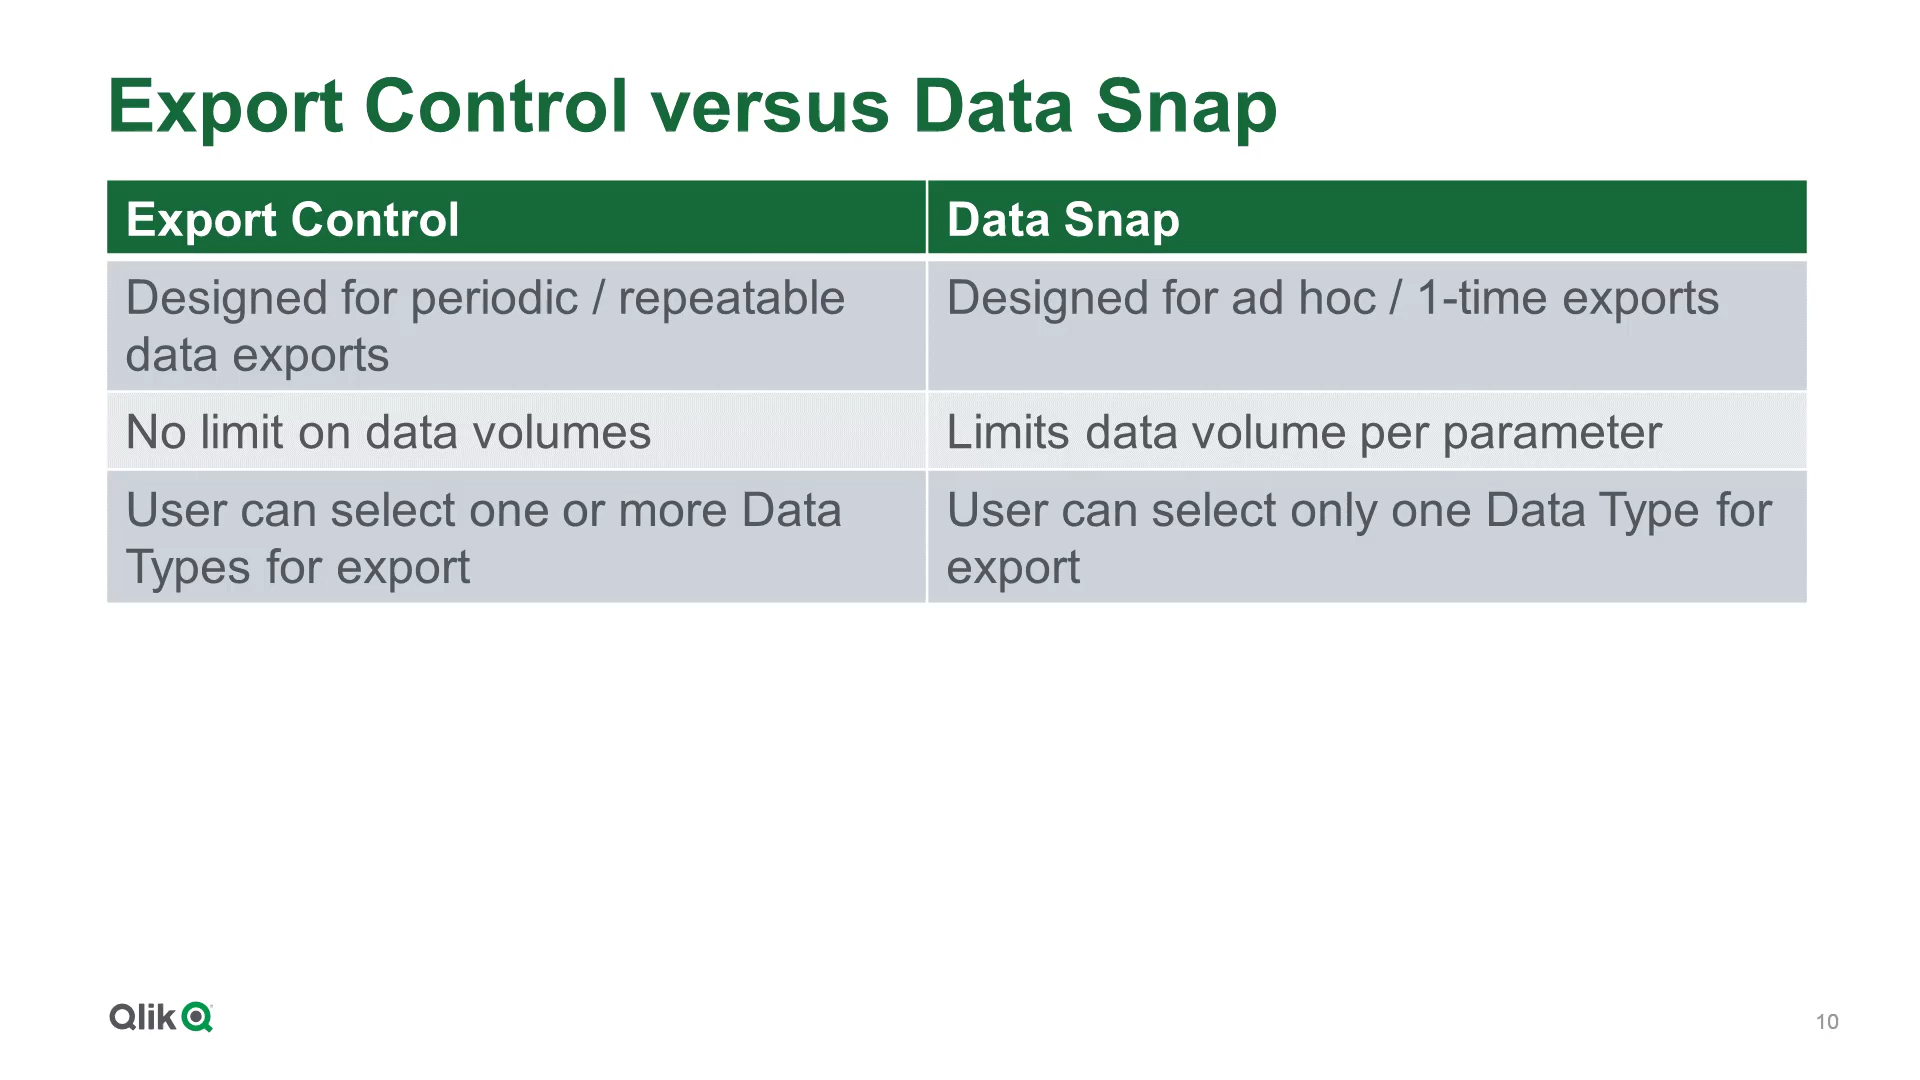 Export Control versus Data Snap
Export Control
Data Snap
Designed for periodic / repeatable
data exports
Designed for ad hoc / 1-time exports
No limit on data volumes
Limits data volume per parameter
User can select one or more Data
Types for export
User can select only one Data Type for
export
Qlik
10